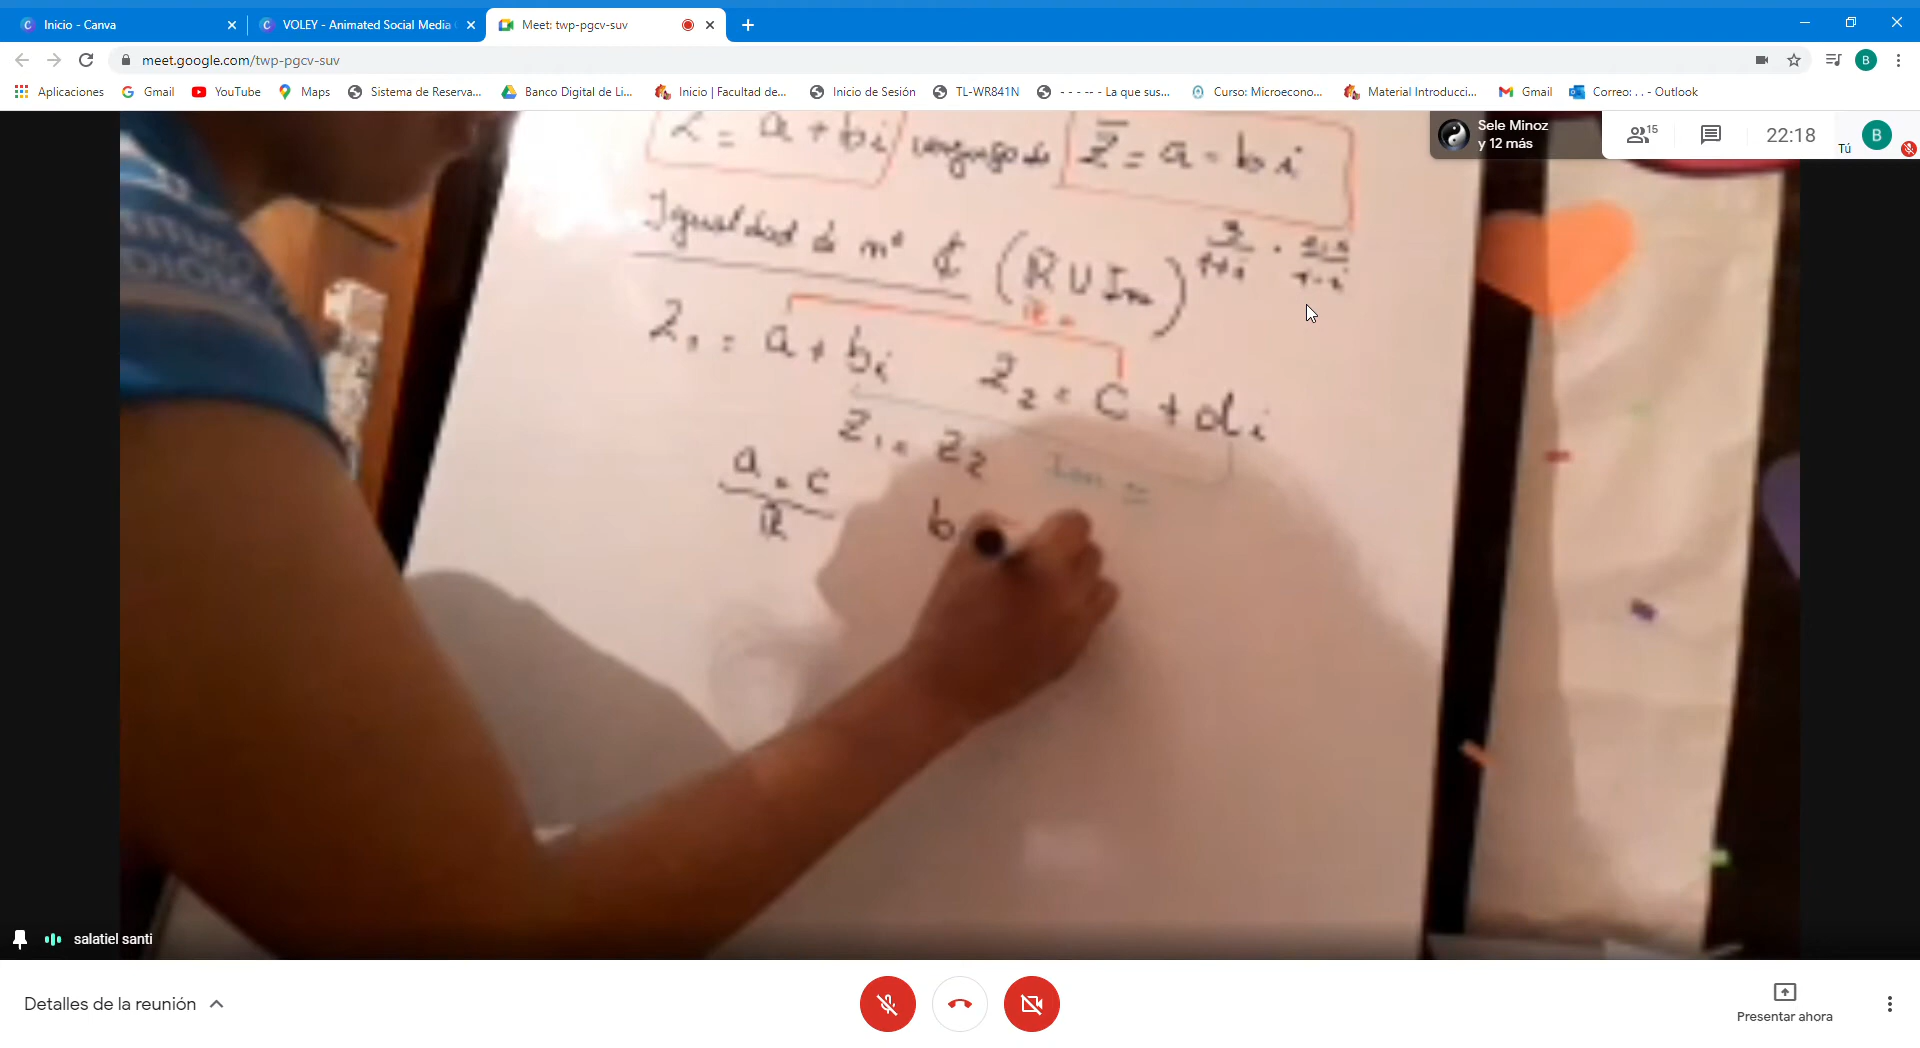 Inicio - Canva
VOLEY - Animated Social Media
Meet: twp-pgcv-suv
meet.google.com/twp-pgcv-suv
B
Aplicaciones
Gmail
YouTube
Maps
Sistema de Reserva...
Banco Digital de Li...
Inicio | Facultad de...
Inicio de Sesión
TL-WR841N
- - - -- - La que sus...
Curso: Microecono...
Material Introducci...
Gmail
Correo: . . - Outlook
Sele Minoz
y 12 más
15
22:18
Tú
B
Z = a + bi
Z̄ = a - bi
Igualdad de nº ₵ (R U Im)
Z₁ = a + bi Z₂ = C + di
Z₁ = Z₂ Im =
a = c
R
b
salatiel santi
Detalles de la reunión
Presentar ahora